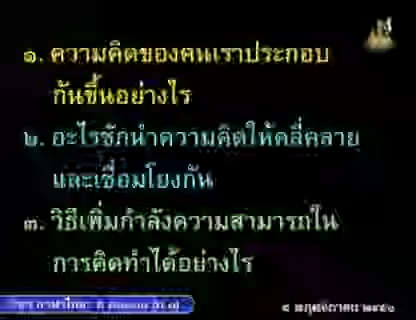 ๑. ความคิดของคนเราประกอบ
กันขึ้นอย่างไร
๒. อะไรชักนำความคิดให้คลี่คลาย
และเชื่อมโยงกัน
๓. วิธีเพิ่มกำลังความสามารถใน
การคิดทำได้อย่างไร